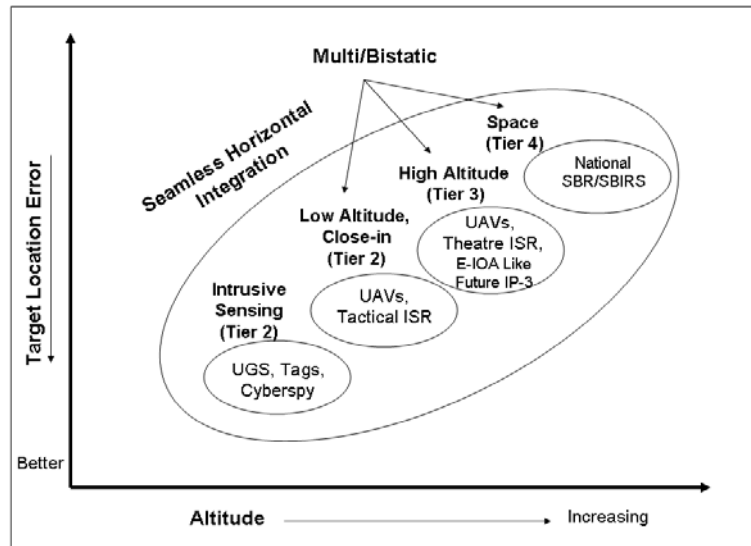 Multi/Bistatic
Seamless Horizontal
Integration
Space
(Tier 4)
National
SBR/SBIRS
High Altitude
(Tier 3)
UAVs,
Theatre ISR,
E-IOA Like
Future IP-3
Low Altitude,
Close-in
(Tier 2)
UAVs,
Tactical ISR
Intrusive
Sensing
(Tier 2)
UGS, Tags,
Cyberspy
Target Location Error
Better
Altitude
Increasing